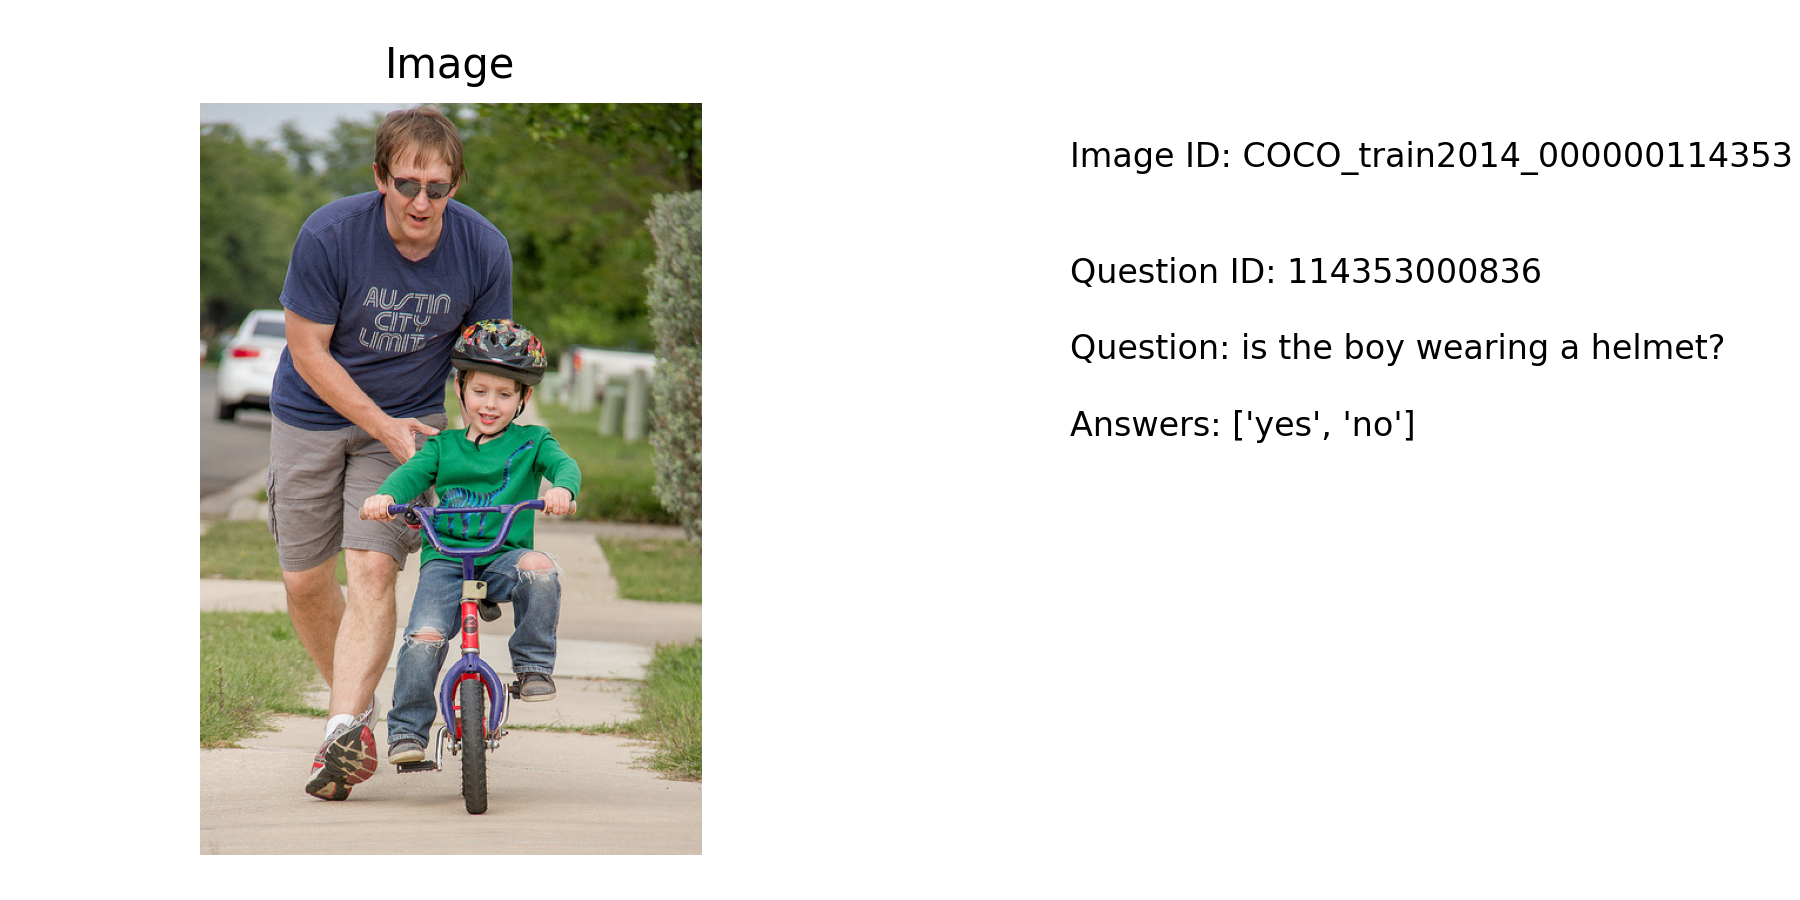 Image
AUSTIN
CITY
LIMITS
Image ID: COCO_train2014_000000114353
Question ID: 114353000836
Question: is the boy wearing a helmet?
Answers: ['yes', 'no']